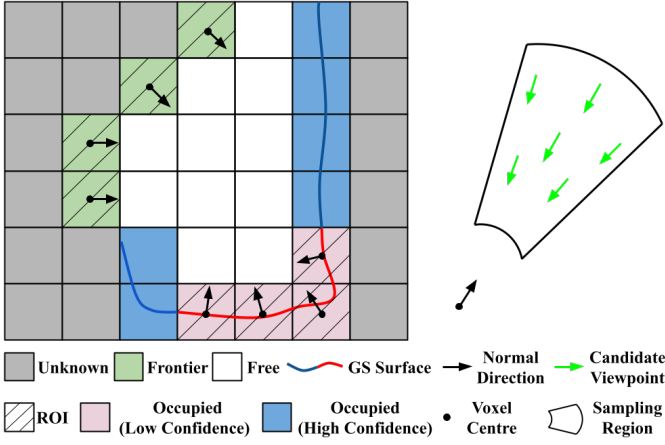 Unknown Frontier Free GS Surface Normal Direction Candidate Viewpoint
ROI Occupied (Low Confidence) Occupied (High Confidence) Voxel Centre Sampling Region